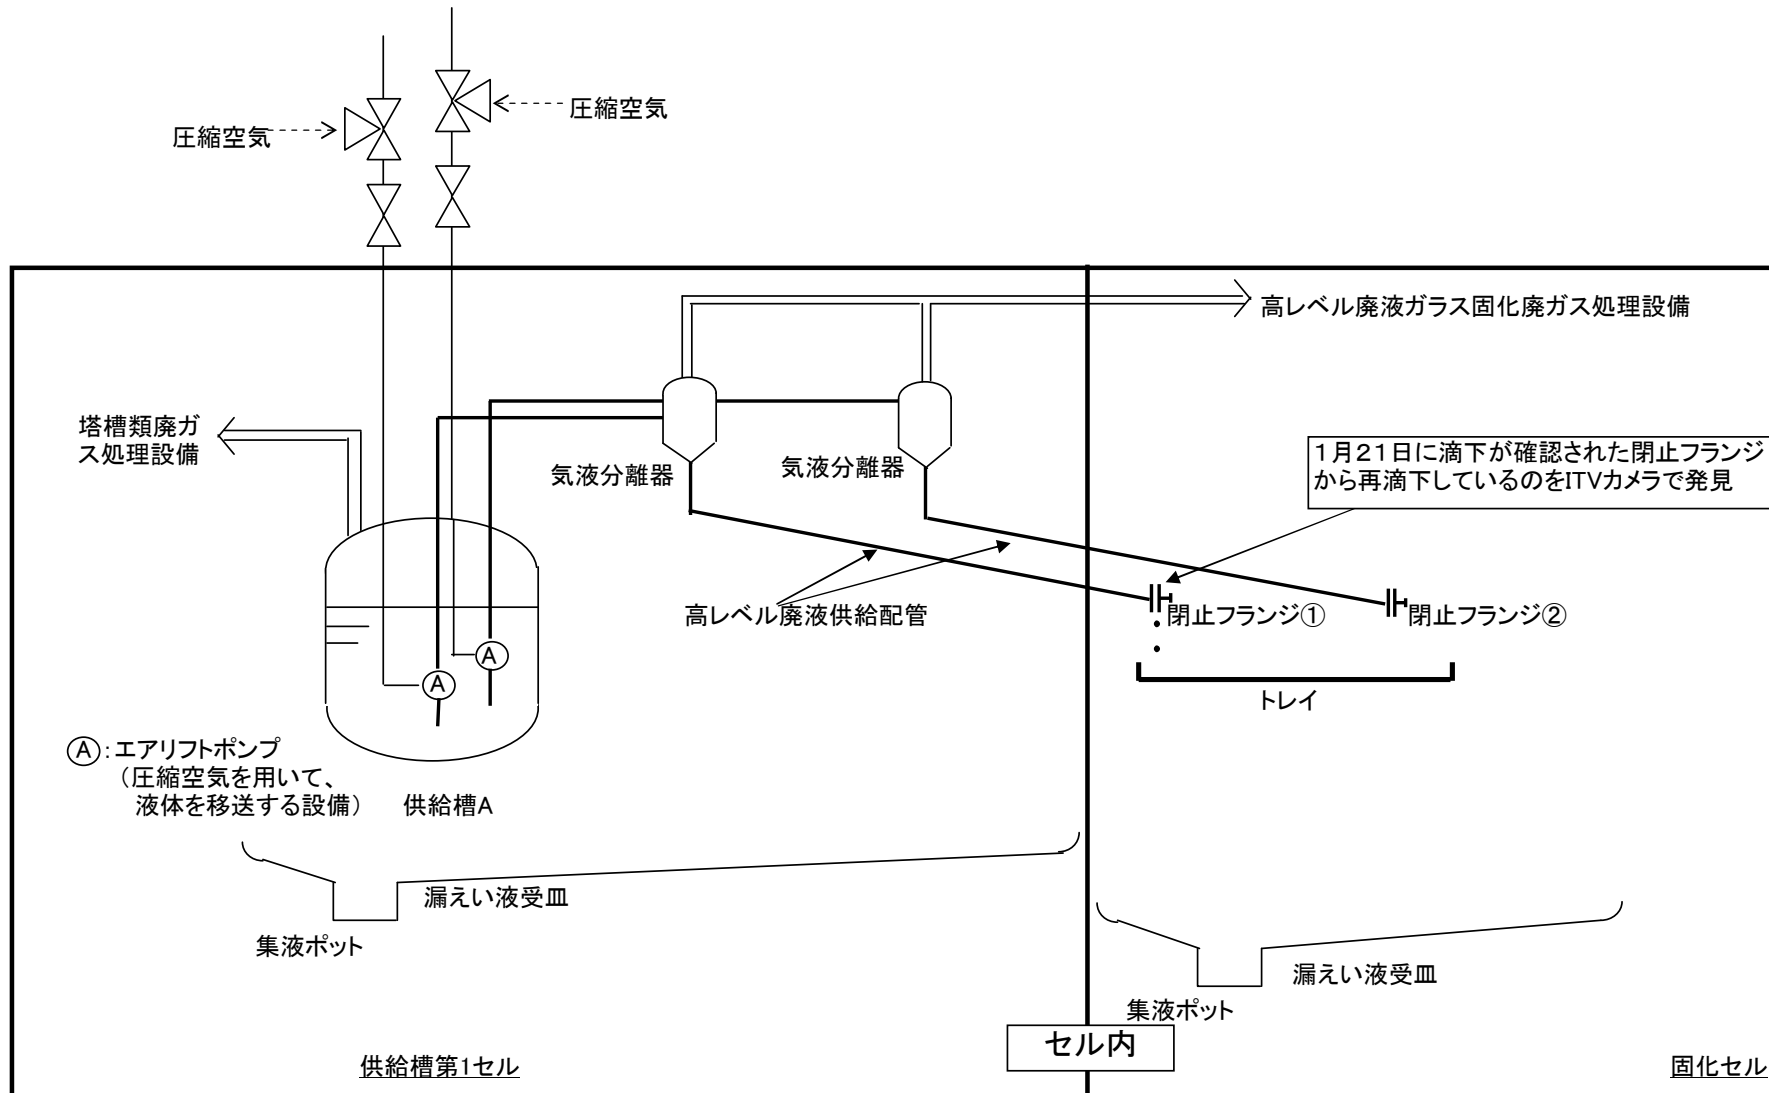 圧縮空気
圧縮空気
高レベル廃液ガラス固化廃ガス処理設備
塔槽類廃ガ
ス処理設備
気液分離器
気液分離器
1月21日に滴下が確認された閉止フランジ
から再滴下しているのをITVカメラで発見
高レベル廃液供給配管
閉止フランジ①
閉止フランジ②
A
A
トレイ
Ⓐ:エアリフトポンプ
(圧縮空気を用いて、
液体を移送する設備)
供給槽A
漏えい液受皿
集液ポット
漏えい液受皿
集液ポット
セル内
供給槽第1セル
固化セル